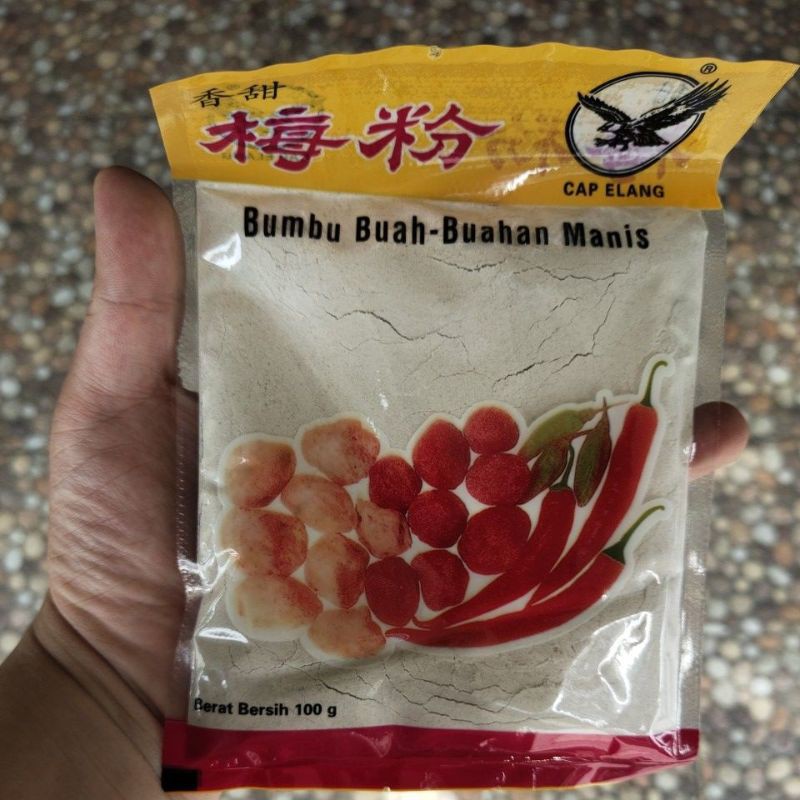 香甜
梅粉
®
CAP ELANG
Bumbu Buah-Buahan Manis
Berat Bersih 100 g